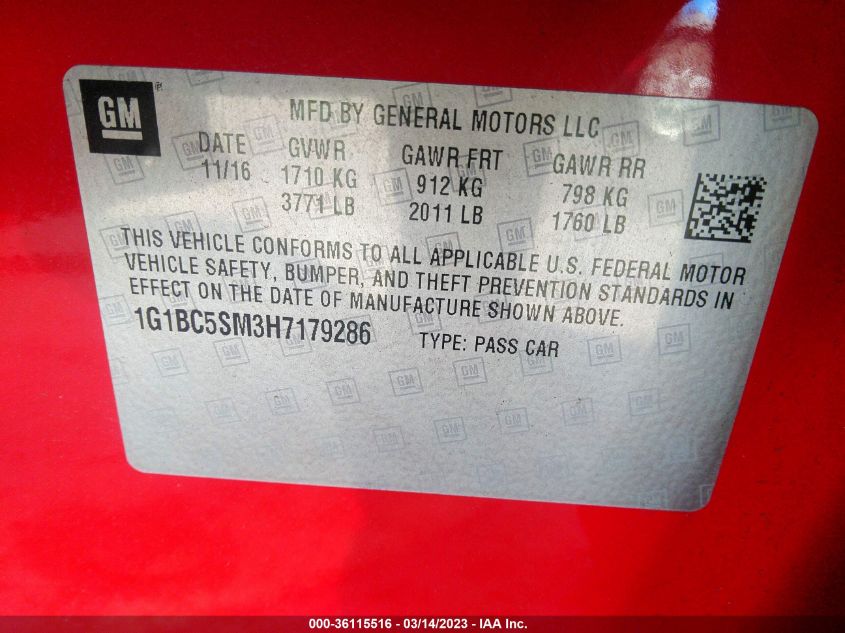 GM
MFD BY GENERAL MOTORS LLC
DATE GVWR GAWR FRT GAWR RR
11/16 1710 KG 912 KG 798 KG
3771 LB 2011 LB 1760 LB
THIS VEHICLE CONFORMS TO ALL APPLICABLE U.S. FEDERAL MOTOR
VEHICLE SAFETY, BUMPER, AND THEFT PREVENTION STANDARDS IN
EFFECT ON THE DATE OF MANUFACTURE SHOWN ABOVE.
1G1BC5SM3H7179286 TYPE: PASS CAR
000-36115516 - 03/14/2023 - IAA Inc.